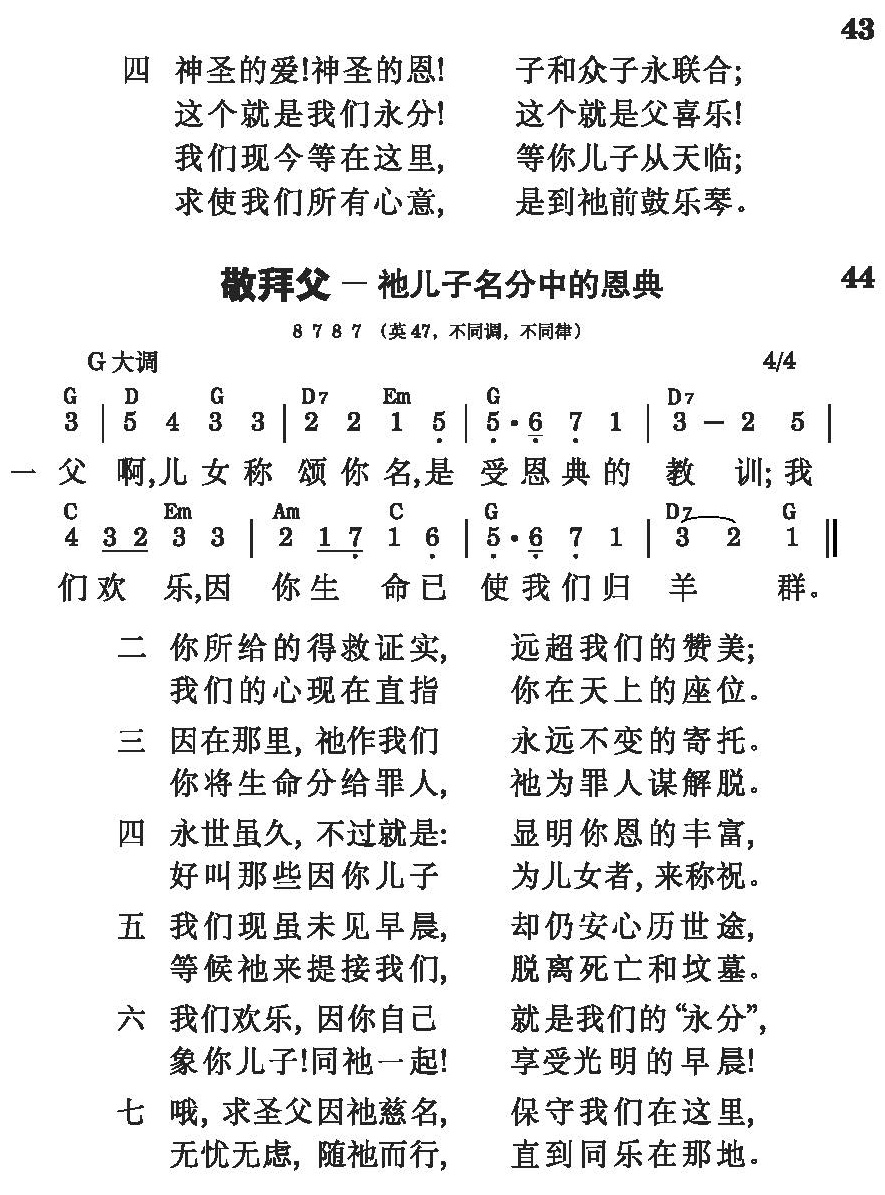 43
四 神圣的爱!神圣的恩! 子和众子永联合;
这个就是我们永分! 这个就是父喜乐!
我们现今等在这里, 等你儿子从天临;
求使我们所有心意, 是到祂前鼓乐琴。
敬拜父 — 祂儿子名分中的恩典 44
8 7 8 7 (英47, 不同调, 不同律)
G大调 4/4
G D G D7 Em G D7
3 | 5 4 3 3 | 2 2 1 5 | 5·6 7 1 | 3 — 2 5 |
一 父 啊,儿女称 颂你名,是 受恩典的 教 训;我
C Em Am C G D7 G
4 3 2 3 3 | 2 1 7 1 6 | 5·6 7 1 | 3 2 1 ‖
们欢 乐,因 你生 命已 使我们归 羊 群。
二 你所给的得救证实, 远超我们的赞美;
我们的心现在直指 你在天上的座位。
三 因在那里, 祂作我们 永远不变的寄托。
你将生命分给罪人, 祂为罪人谋解脱。
四 永世虽久, 不过就是: 显明你恩的丰富,
好叫那些因你儿子 为儿女者, 来称祝。
五 我们现虽未见早晨, 却仍安心历世途,
等候祂来提接我们, 脱离死亡和坟墓。
六 我们欢乐, 因你自己 就是我们的“永分”,
象你儿子!同祂一起! 享受光明的早晨!
七 哦, 求圣父因祂慈名, 保守我们在这里,
无忧无虑, 随祂而行, 直到同乐在那地。